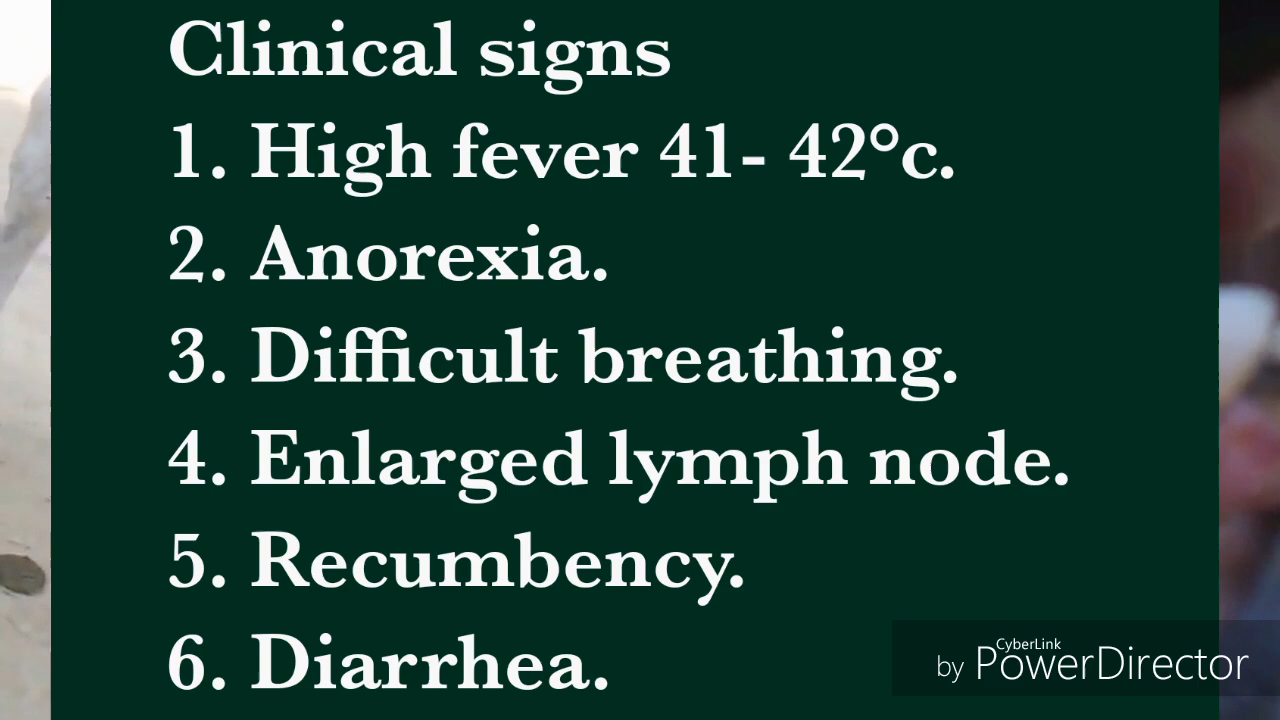 Clinical signs
1. High fever 41- 42°c.
2. Anorexia.
3. Difficult breathing.
4. Enlarged lymph node.
5. Recumbency.
6. Diarrhea.
by CyberLink PowerDirector